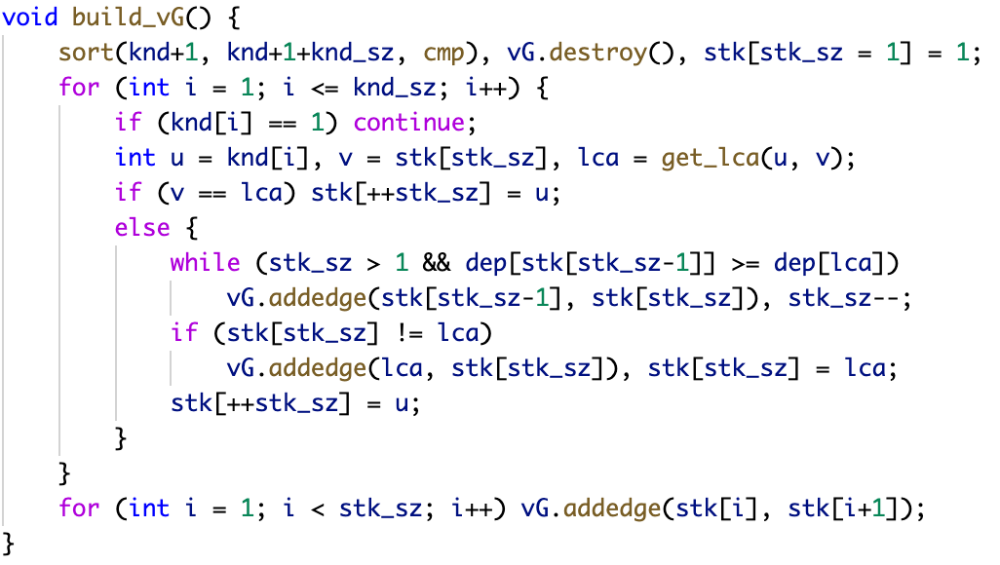 void build_vG() {
    sort(knd+1, knd+1+knd_sz, cmp), vG.destroy(), stk[stk_sz = 1] = 1;
    for (int i = 1; i <= knd_sz; i++) {
        if (knd[i] == 1) continue;
        int u = knd[i], v = stk[stk_sz], lca = get_lca(u, v);
        if (v == lca) stk[++stk_sz] = u;
        else {
            while (stk_sz > 1 && dep[stk[stk_sz-1]] >= dep[lca])
                vG.addedge(stk[stk_sz-1], stk[stk_sz]), stk_sz--;
            if (stk[stk_sz] != lca)
                vG.addedge(lca, stk[stk_sz]), stk[stk_sz] = lca;
            stk[++stk_sz] = u;
        }
    }
    for (int i = 1; i < stk_sz; i++) vG.addedge(stk[i], stk[i+1]);
}